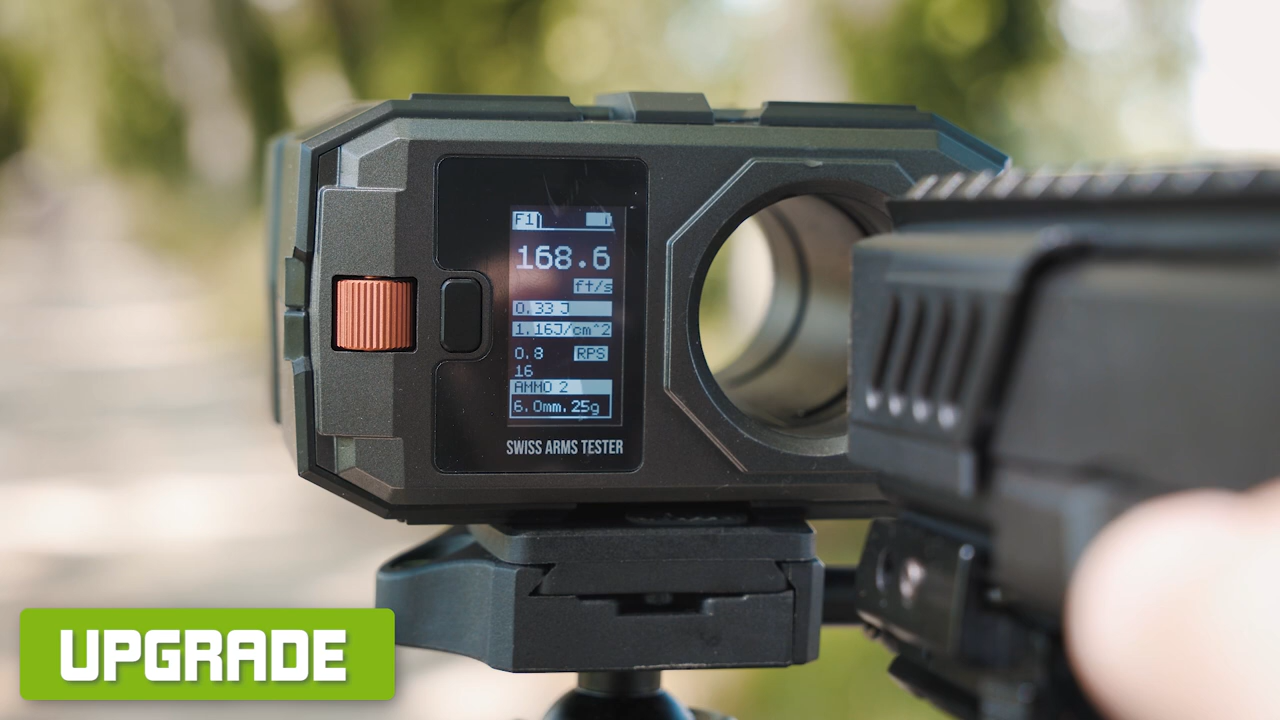 F1
168.6
ft/s
0.33 J
1.16J/cm^2
0.8 RPS
16
AMMO 2
6.0mm.25g
SWISS ARMS TESTER
UPGRADE